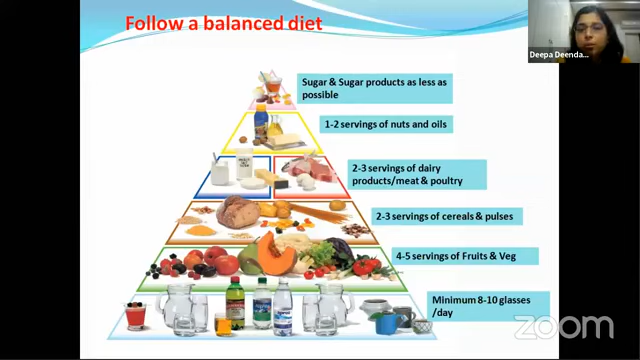 Follow a balanced diet
Deepa Deenda...
Sugar & Sugar products as less as
possible
1-2 servings of nuts and oils
2-3 servings of dairy
products/meat & poultry
2-3 servings of cereals & pulses
4-5 servings of Fruits & Veg
Minimum 8-10 glasses
/day
zoom